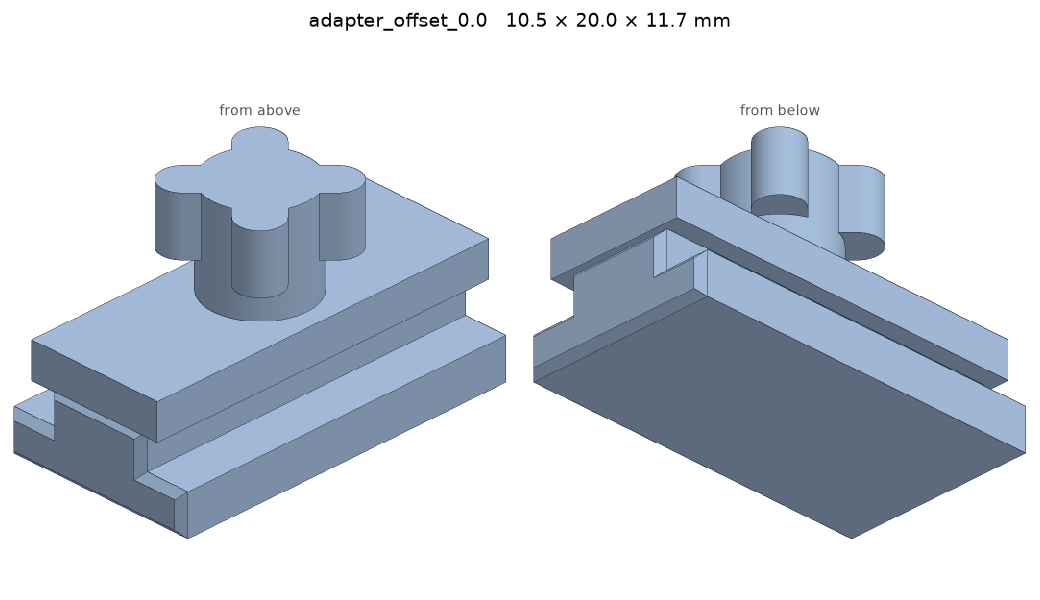 adapter_offset_0.0   10.5 × 20.0 × 11.7 mm
from above
from below